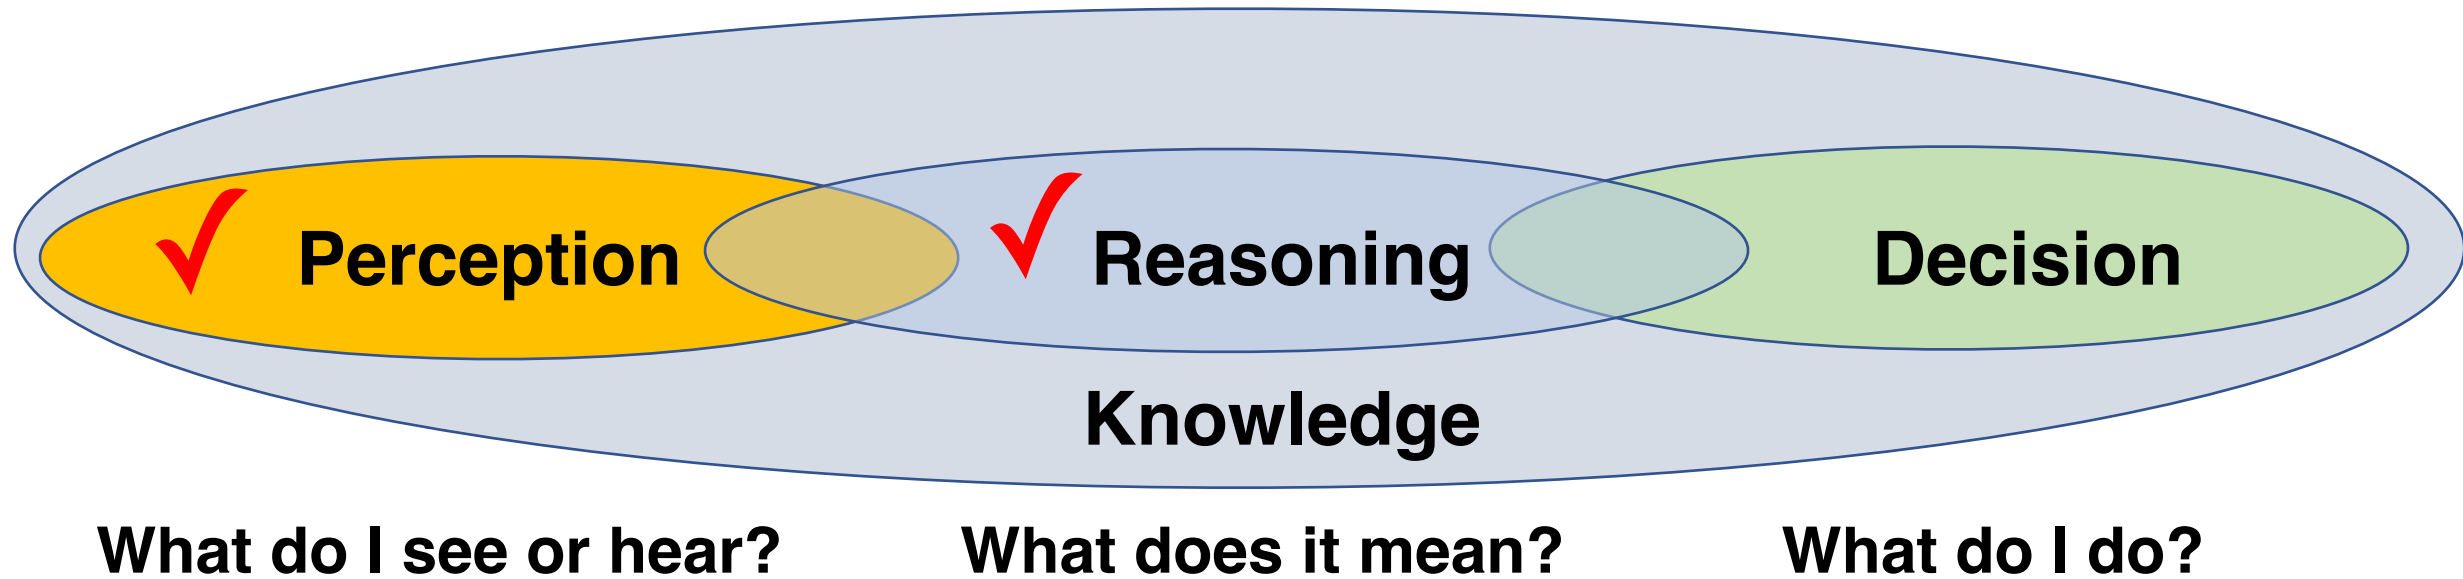 Perception Reasoning Decision
Knowledge
What do I see or hear? What does it mean? What do I do?